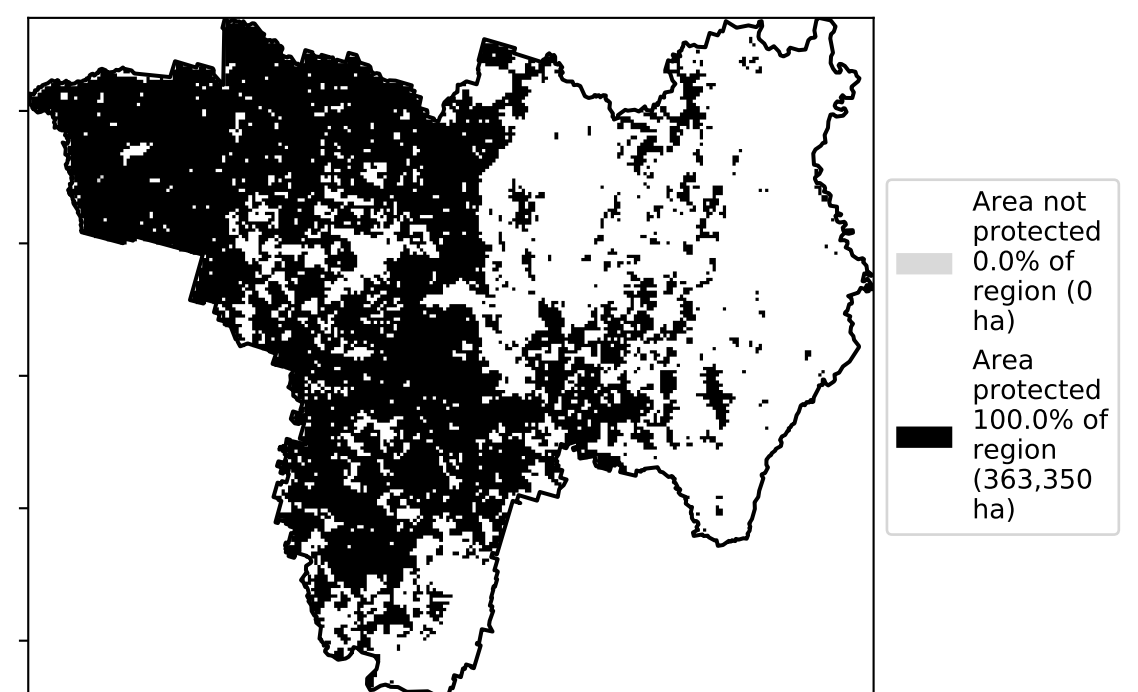 Area not
protected
0.0% of
region (0
ha)
Area
protected
100.0% of
region
(363,350
ha)